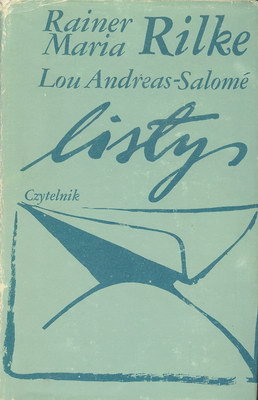 Rainer
Maria Rilke
Lou Andreas-Salomé
listy
Czytelnik